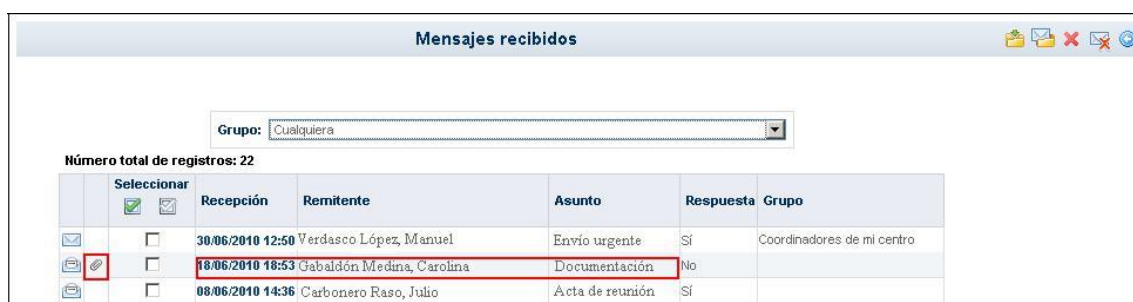 Mensajes recibidos
Grupo: Cualquiera
Número total de registros: 22
Seleccionar
Recepción Remitente Asunto Respuesta Grupo
30/06/2010 12:50 Verdasco López, Manuel Envío urgente Sí Coordinadores de mi centro
18/06/2010 18:53 Gabaldón Medina, Carolina Documentación No
08/06/2010 14:36 Carbonero Raso, Julio Acta de reunión Sí